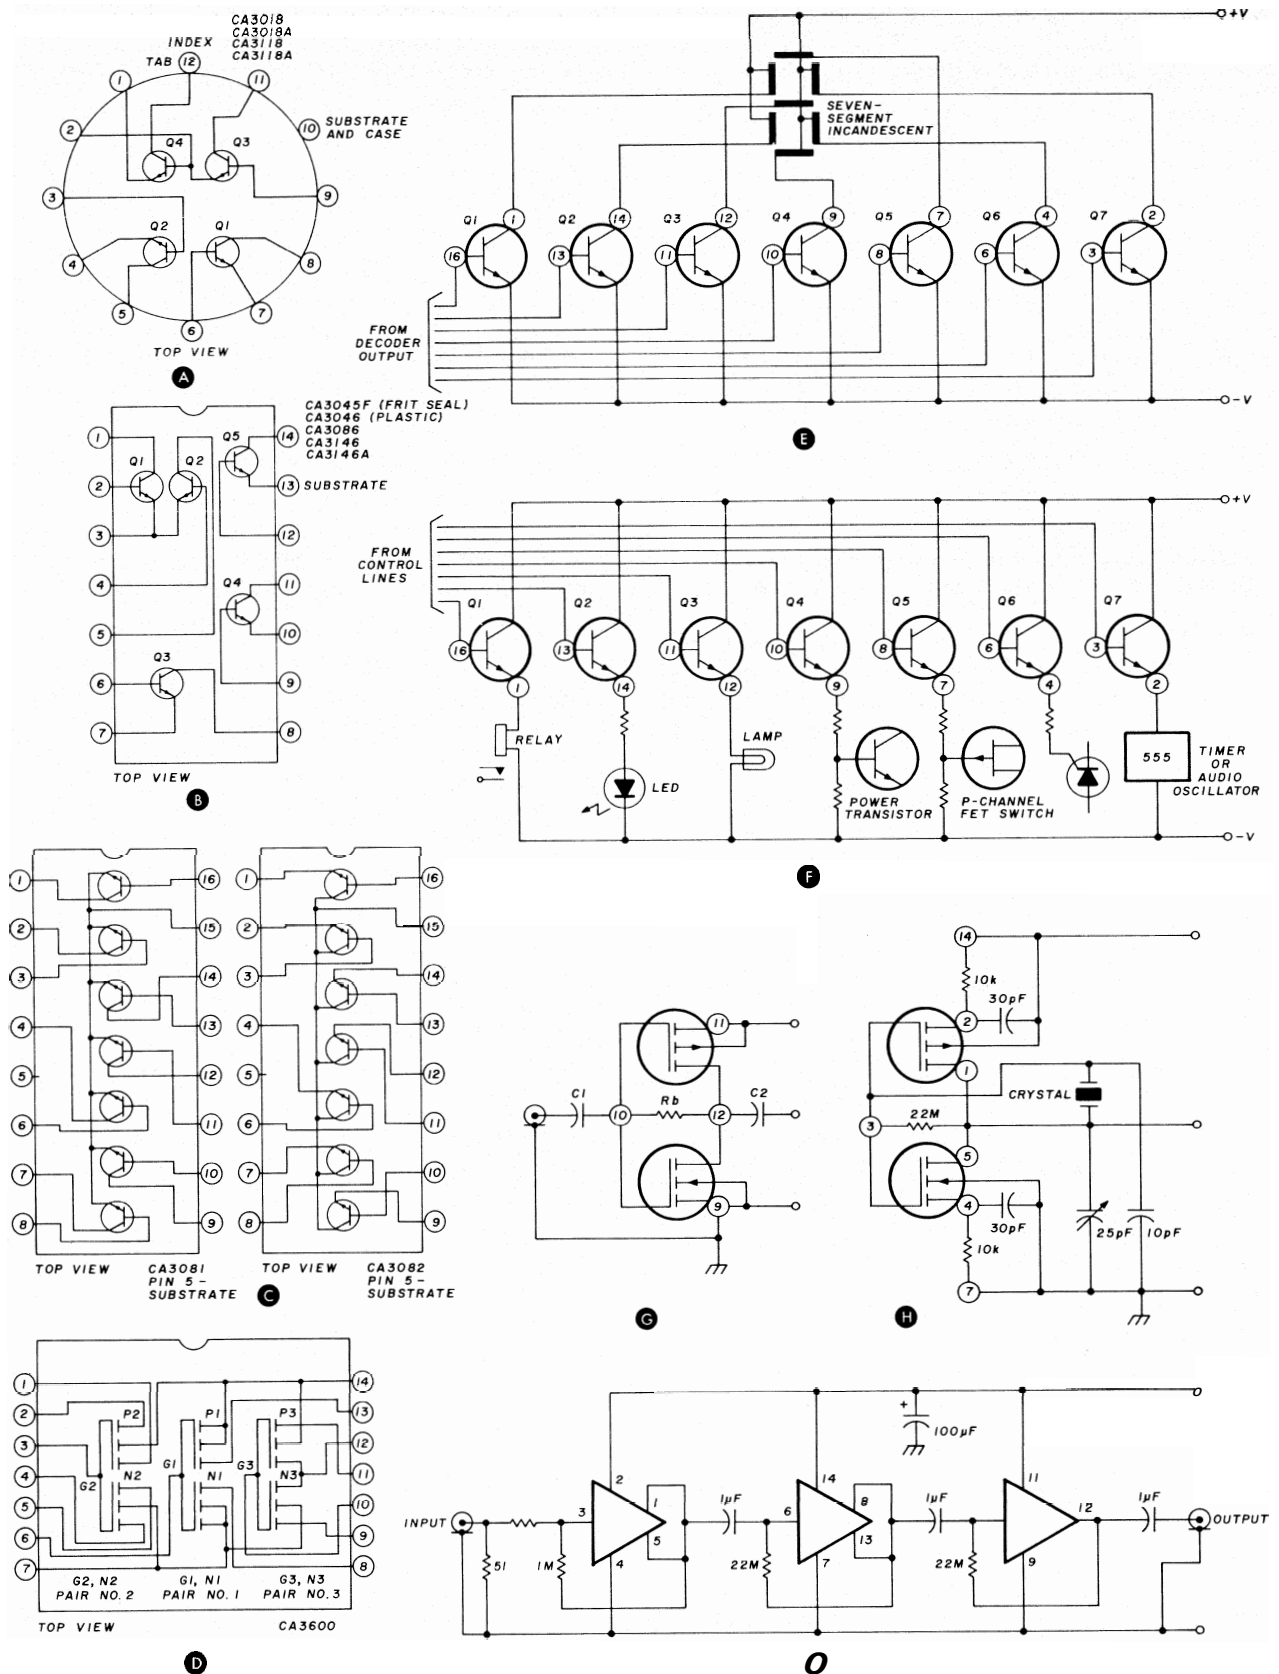 CA3018
CA3018A
CA3118
CA3118A
INDEX
TAB 12
1
11
2
10 SUBSTRATE
AND CASE
Q4
Q3
3
9
Q2
Q1
4
8
5
7
6
TOP VIEW
A
CA3045F (FRIT SEAL)
CA3046 (PLASTIC)
CA3086
CA3146
CA3146A
1
Q5
14
Q1
Q2
2
13 SUBSTRATE
3
12
4
Q4
11
5
10
Q3
6
9
7
8
TOP VIEW
B
1
16
2
15
3
14
4
13
5
12
6
11
7
10
8
9
TOP VIEW
CA3081
PIN 5 -
SUBSTRATE
1
16
2
15
3
14
4
13
5
12
6
11
7
10
8
9
TOP VIEW
CA3082
PIN 5 -
SUBSTRATE
C
1
14
2
P2
P1
P3
13
3
12
4
G2
N2
G1
N1
G3
N3
11
5
10
6
9
7
8
G2, N2
PAIR NO. 2
G1, N1
PAIR NO. 1
G3, N3
PAIR NO. 3
TOP VIEW
CA3600
D
+V
SEVEN-
SEGMENT
INCANDESCENT
Q1
1
Q2
14
Q3
12
Q4
9
Q5
7
Q6
4
Q7
2
16
13
11
10
8
6
3
FROM
DECODER
OUTPUT
-V
E
+V
FROM
CONTROL
LINES
Q1
Q2
Q3
Q4
Q5
Q6
Q7
16
13
11
10
8
6
3
1
14
12
9
7
4
2
RELAY
LED
LAMP
POWER
TRANSISTOR
P-CHANNEL
FET SWITCH
555
TIMER
OR
AUDIO
OSCILLATOR
-V
F
11
C1
10
Rb
12
C2
9
G
14
10k
30pF
2
1
CRYSTAL
3
22M
5
4
30pF
25pF
10pF
10k
7
H
+
100µF
INPUT
51
1M
3
2
1
5
4
1µF
22M
6
14
8
13
7
1µF
22M
11
12
9
1µF
OUTPUT
O